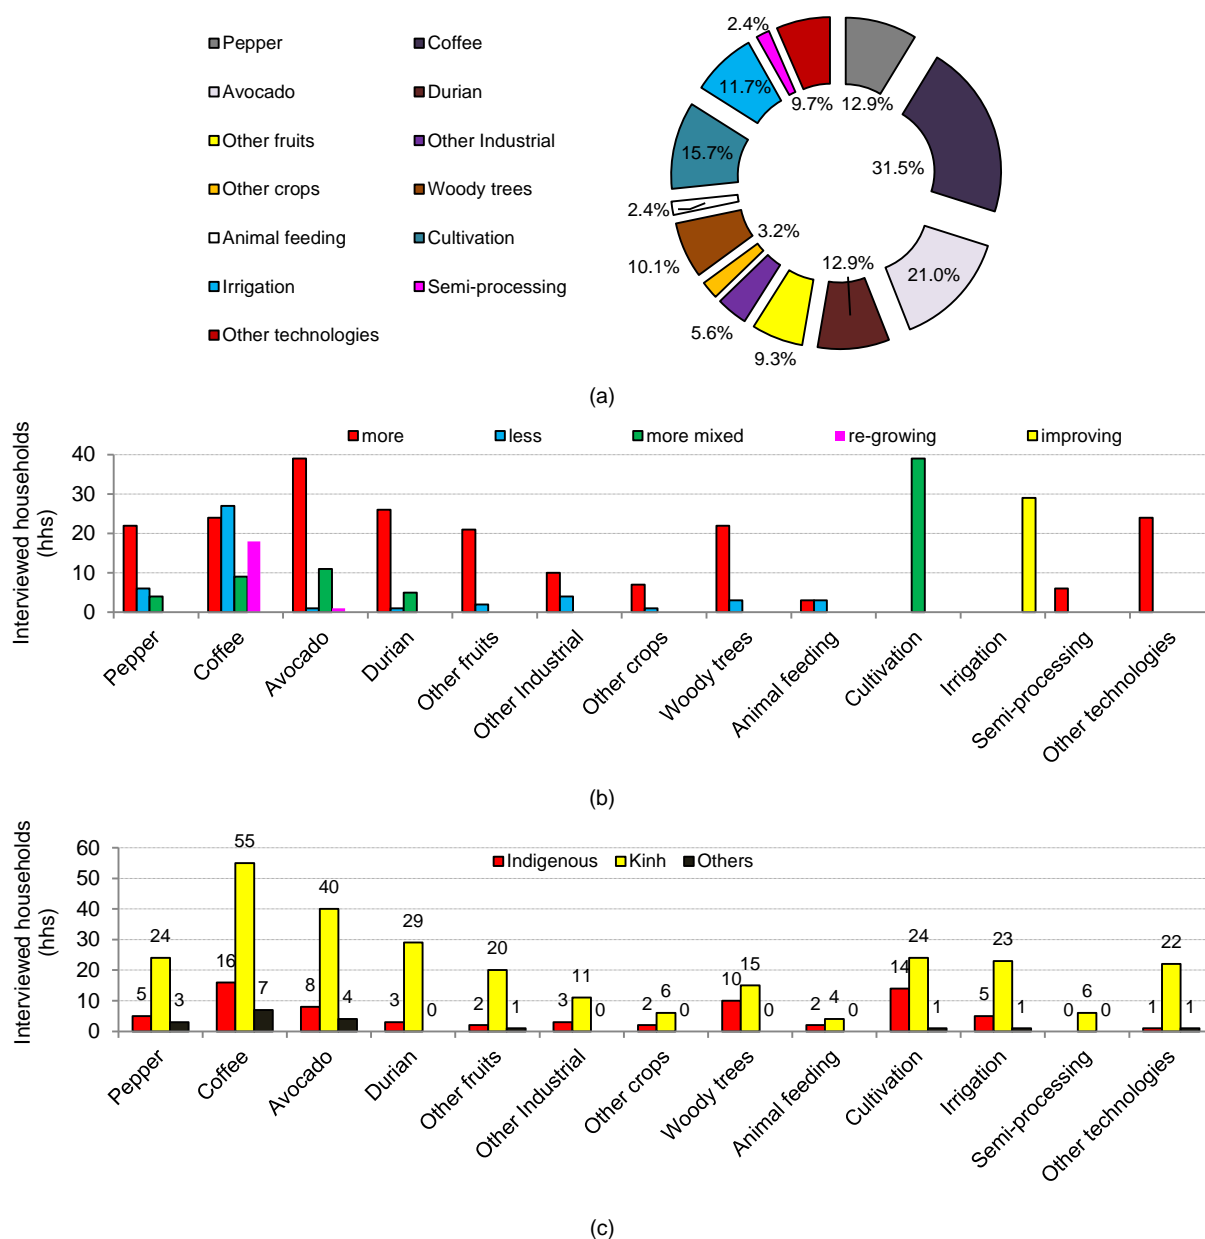 Pepper
Coffee
Avocado
Durian
Other fruits
Other Industrial
Other crops
Woody trees
Animal feeding
Cultivation
Irrigation
Semi-processing
Other technologies
2.4%
11.7%
9.7%
12.9%
15.7%
31.5%
2.4%
3.2%
10.1%
12.9%
21.0%
5.6%
9.3%
(a)
more
less
more mixed
re-growing
improving
Interviewed households
(hhs)
40
30
20
10
0
Pepper
Coffee
Avocado
Durian
Other fruits
Other Industrial
Other crops
Woody trees
Animal feeding
Cultivation
Irrigation
Semi-processing
Other technologies
(b)
Interviewed households
(hhs)
Indigenous
Kinh
Others
60
50
40
30
20
10
0
5
24
3
16
55
7
8
40
4
3
29
0
2
20
1
3
11
0
2
6
0
10
15
0
2
4
0
14
24
1
5
23
1
0
6
0
1
22
1
Pepper
Coffee
Avocado
Durian
Other fruits
Other Industrial
Other crops
Woody trees
Animal feeding
Cultivation
Irrigation
Semi-processing
Other technologies
(c)